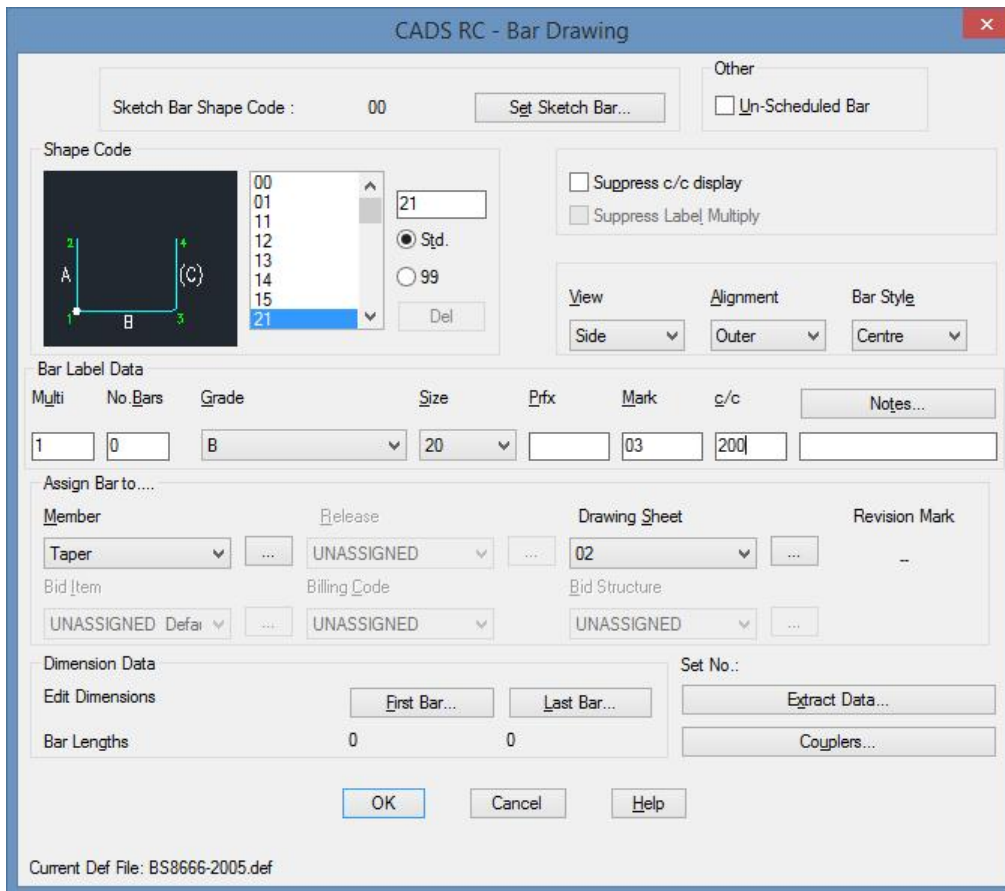 CADS RC - Bar Drawing
Other
Sketch Bar Shape Code : 00 Set Sketch Bar...
Un-Scheduled Bar
Shape Code
2 4
A (C)
1 B 3
00
01
11
12
13
14
15
21
21
Std.
99
Del
Suppress c/c display
Suppress Label Multiply
View Alignment Bar Style
Side Outer Centre
Bar Label Data
Multi No.Bars Grade Size Prfx Mark c/c Notes...
1 0 B 20 03 200
Assign Bar to....
Member Release Drawing Sheet Revision Mark
Taper ... UNASSIGNED ... 02 ... --
Bid Item Billing Code Bid Structure
UNASSIGNED Defau ... UNASSIGNED UNASSIGNED ...
Dimension Data Set No.:
Edit Dimensions First Bar... Last Bar... Extract Data...
Bar Lengths 0 0 Couplers...
OK Cancel Help
Current Def File: BS8666-2005.def